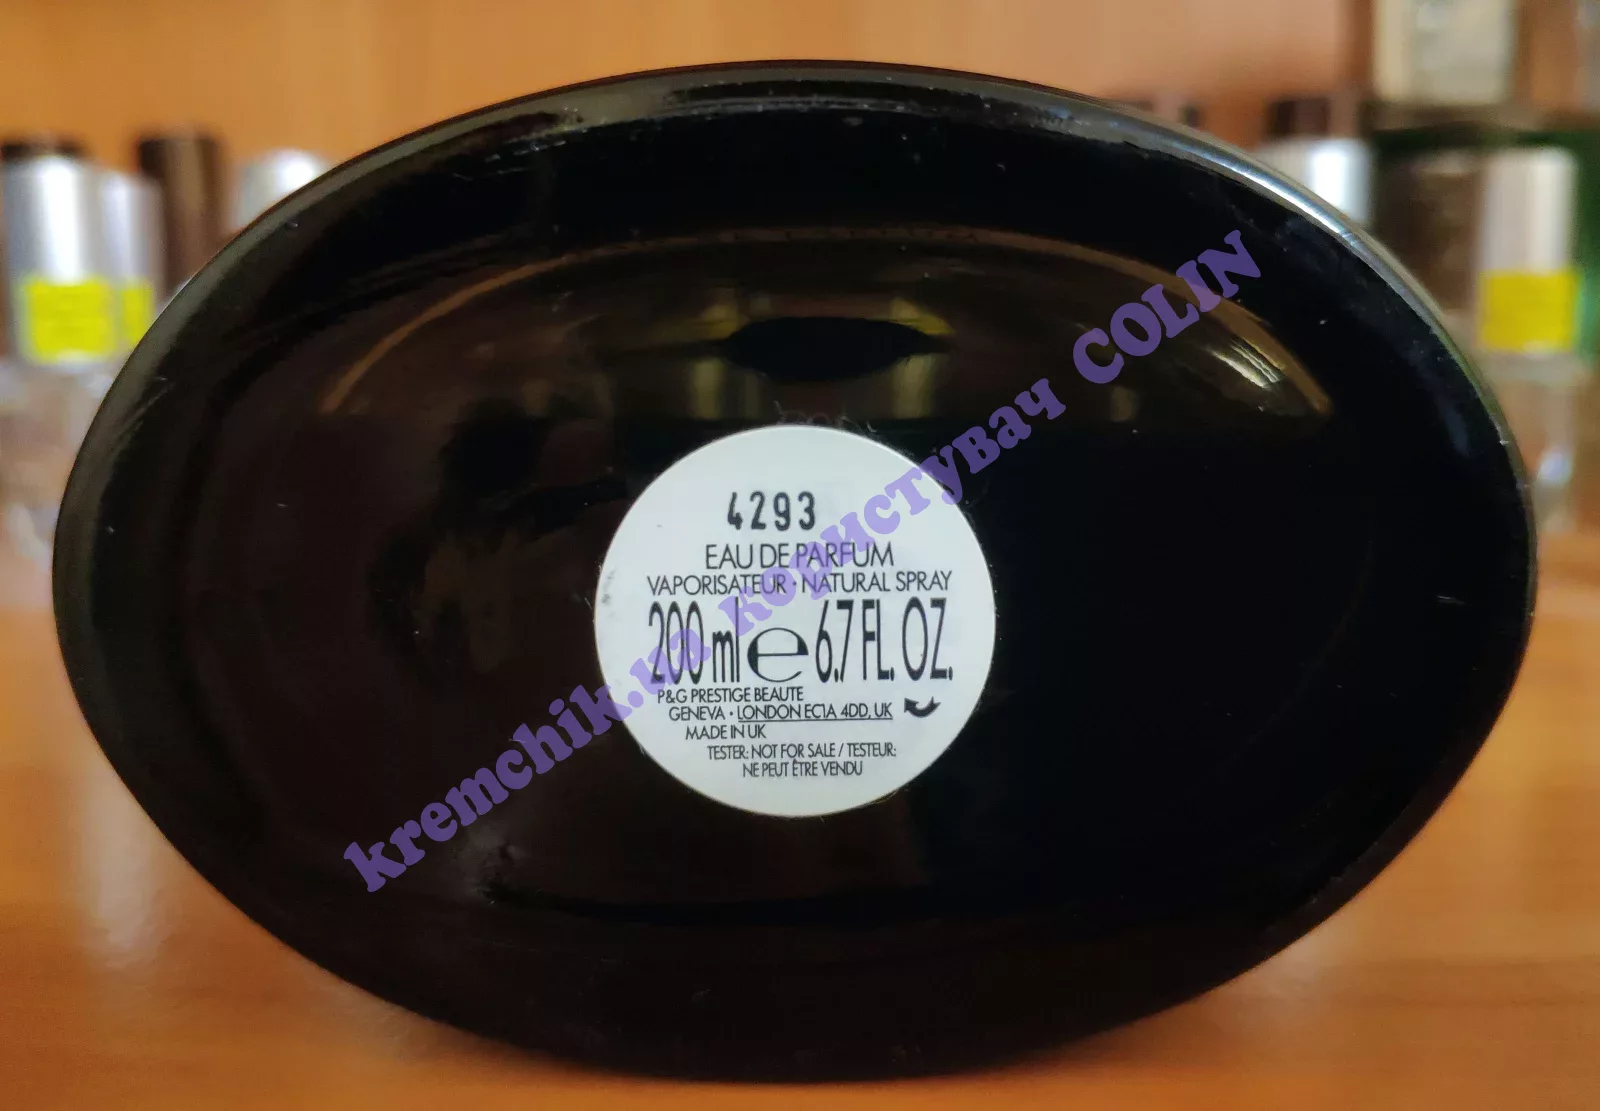 4293
EAU DE PARFUM
VAPORISATEUR · NATURAL SPRAY
200 ml e 6.7 FL. OZ.
P&G PRESTIGE BEAUTE
GENEVA · LONDON EC1A 4DD, UK
MADE IN UK
TESTER: NOT FOR SALE / TESTEUR:
NE PEUT ÊTRE VENDU
kremchik.ua користувач COLIN